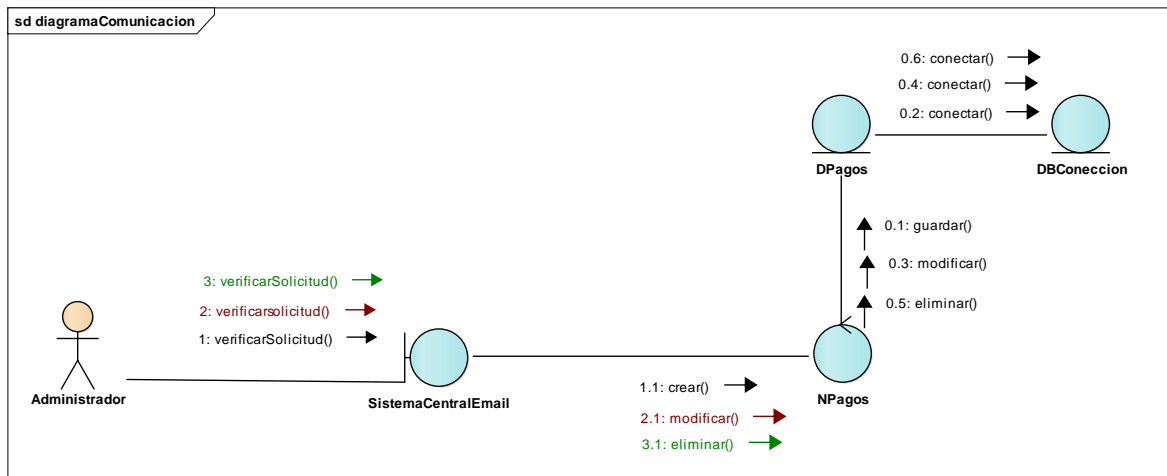 sd diagramaComunicacion
0.6: conectar()
0.4: conectar()
0.2: conectar()
DPagos
DBConeccion
0.1: guardar()
0.3: modificar()
0.5: eliminar()
3: verificarSolicitud()
2: verificarsolicitud()
1: verificarSolicitud()
Administrador
SistemaCentralEmail
NPagos
1.1: crear()
2.1: modificar()
3.1: eliminar()